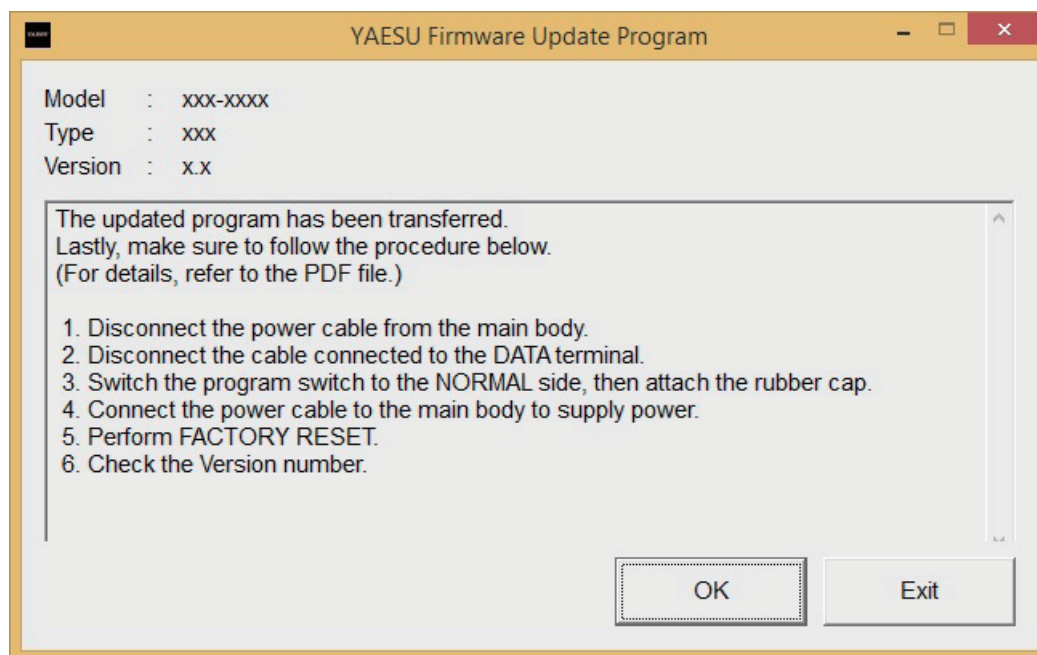 YAESU Firmware Update Program
Model : xxx-xxxx
Type : xxx
Version : x.x
The updated program has been transferred.
Lastly, make sure to follow the procedure below.
(For details, refer to the PDF file.)
1. Disconnect the power cable from the main body.
2. Disconnect the cable connected to the DATA terminal.
3. Switch the program switch to the NORMAL side, then attach the rubber cap.
4. Connect the power cable to the main body to supply power.
5. Perform FACTORY RESET.
6. Check the Version number.
OK Exit